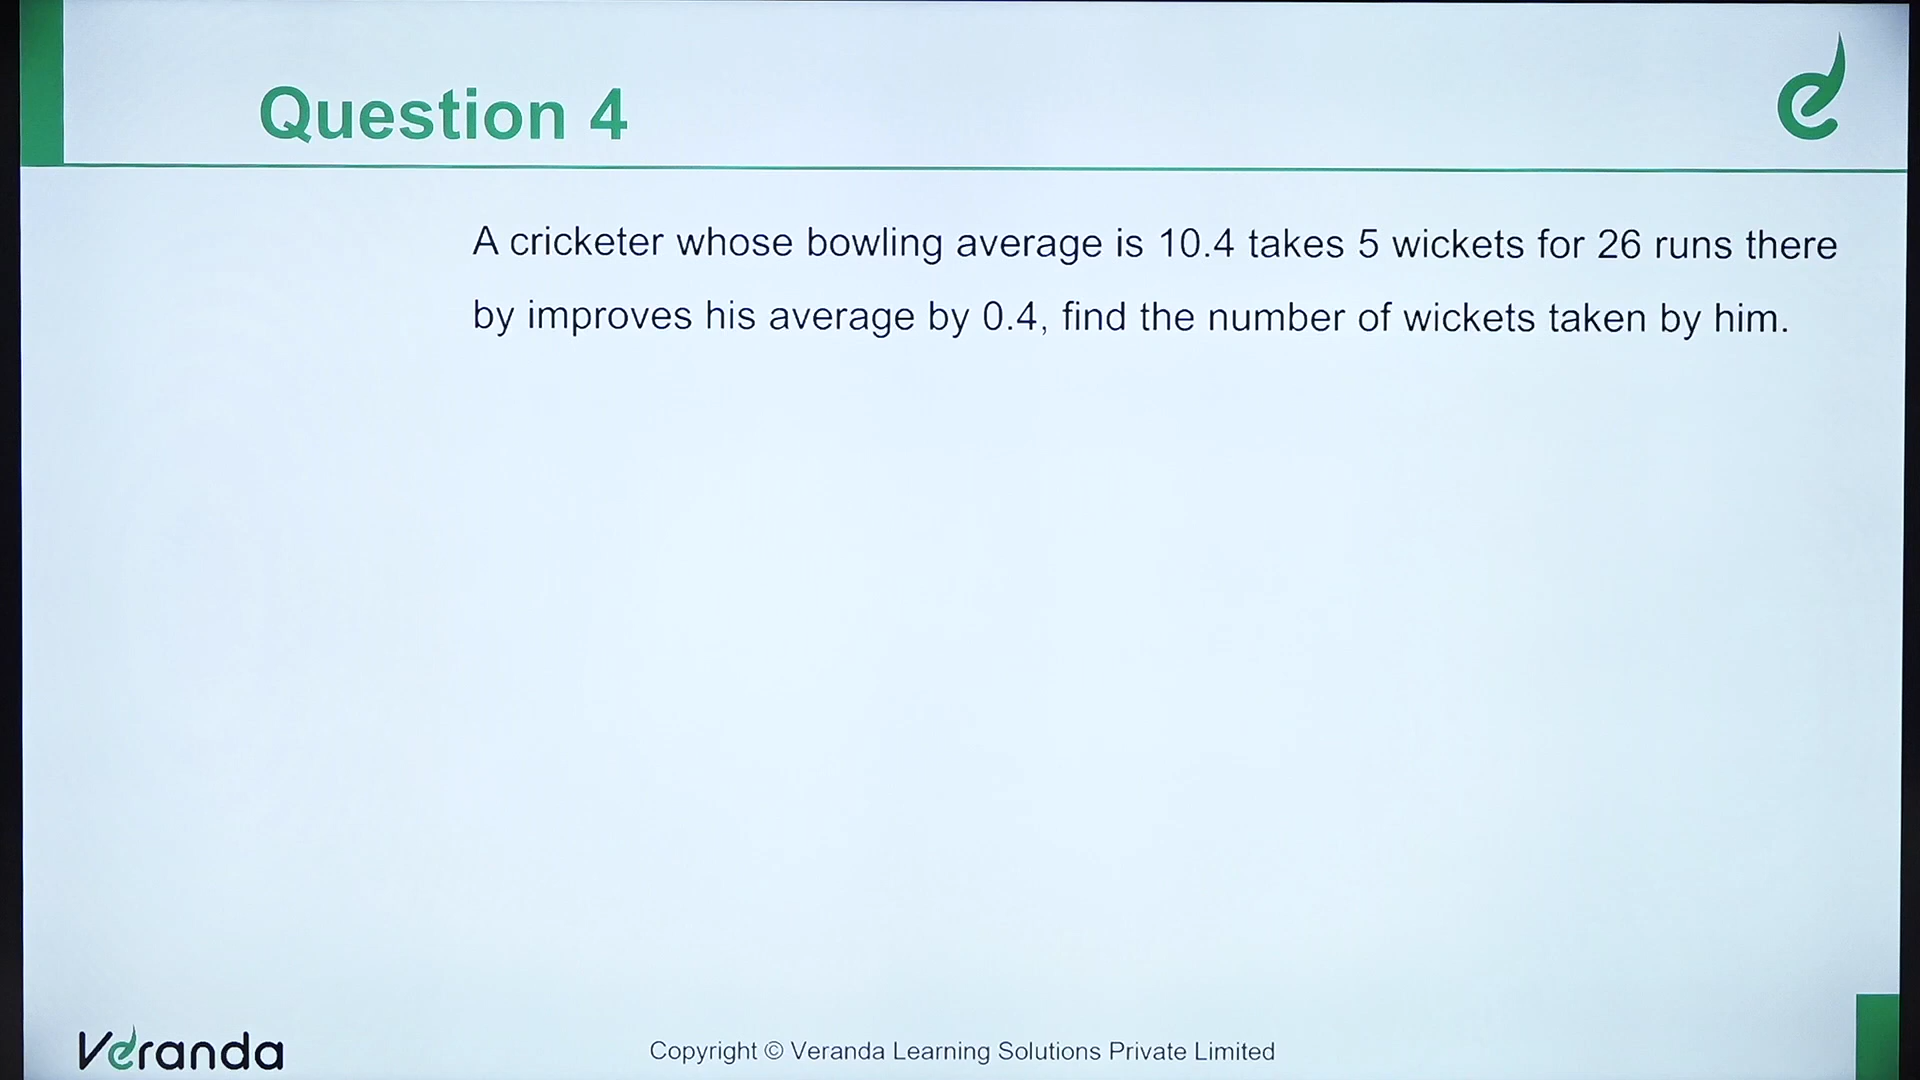 Question 4
A cricketer whose bowling average is 10.4 takes 5 wickets for 26 runs there
by improves his average by 0.4, find the number of wickets taken by him.
Veranda
Copyright © Veranda Learning Solutions Private Limited